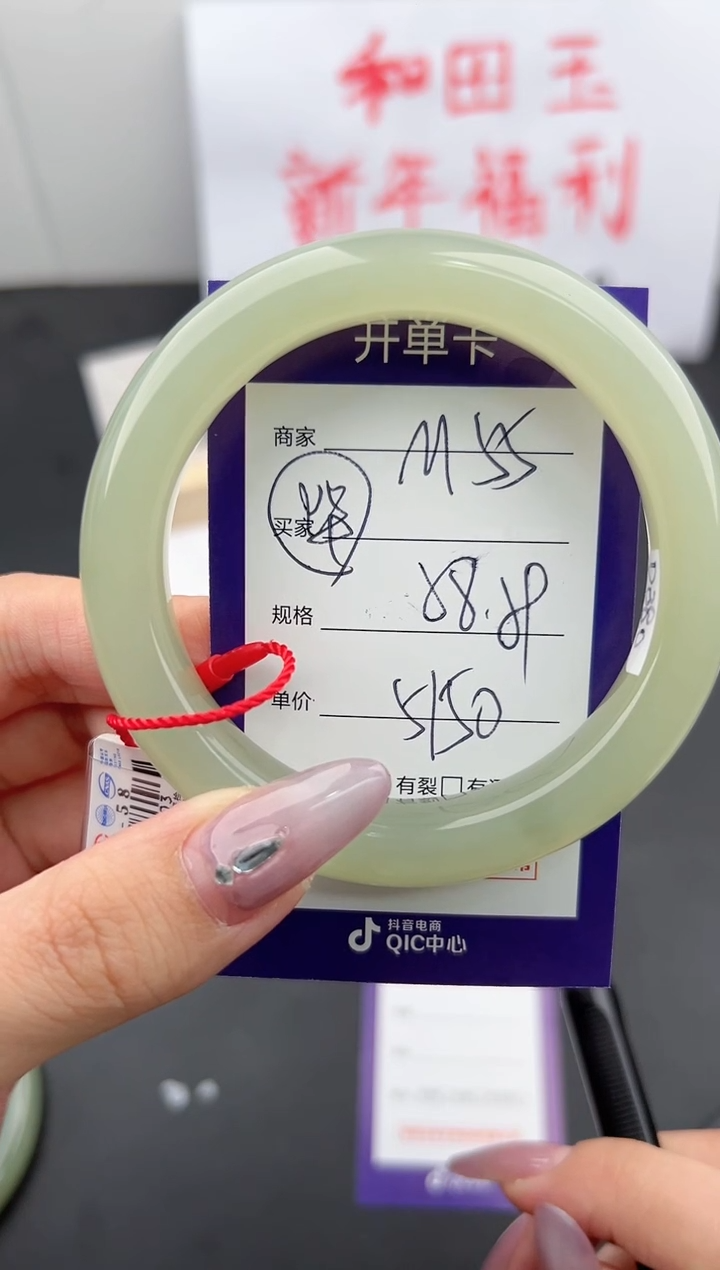 和田玉
新年福利
开单卡
商家 M55
买家
规格
单价 5150
有裂□有
58
抖音电商
QIC中心